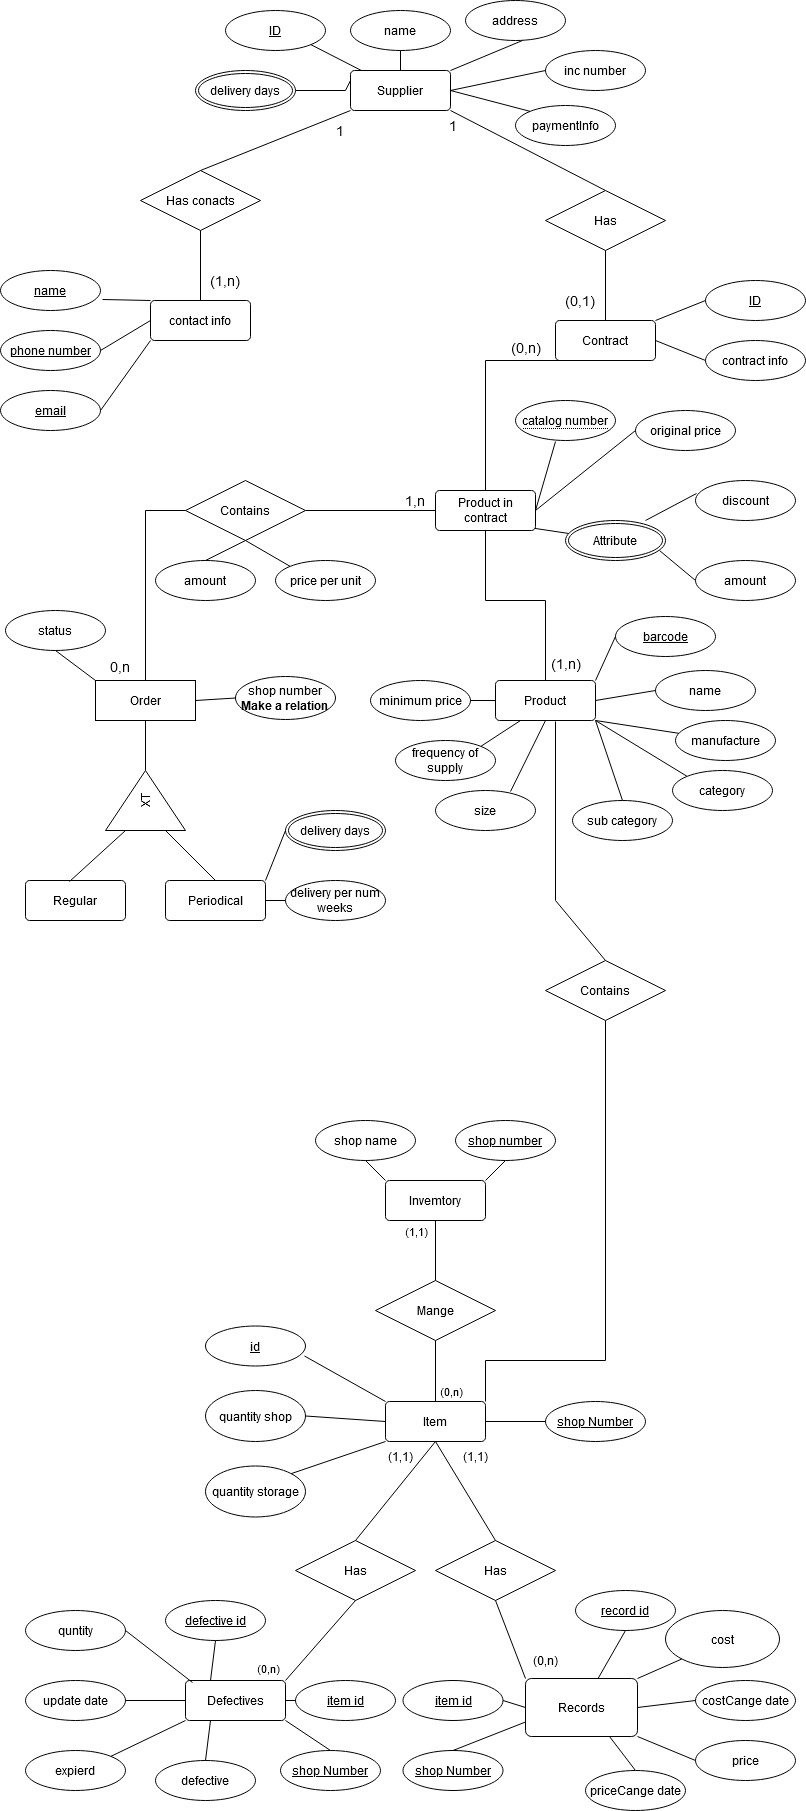 ID
name
address
delivery days
Supplier
inc number
paymentInfo
1
1
Has conacts
Has
(1,n)
(0,1)
name
contact info
phone number
email
ID
Contract
contract info
(0,n)
catalog number
original price
Contains
1,n
Product in
contract
discount
Attribute
amount
amount
price per unit
status
0,n
Order
shop number
Make a relation
(1,n)
barcode
minimum price
Product
name
manufacture
frequency of
supply
category
size
sub category
XT
delivery days
Regular
Periodical
delivery per num
weeks
Contains
shop name
shop number
Invemtory
(1,1)
Mange
id
(0,n)
quantity shop
Item
shop Number
(1,1)
(1,1)
quantity storage
Has
Has
defective id
quntity
record id
cost
(0,n)
(0,n)
update date
Defectives
item id
item id
Records
costCange date
expierd
defective
shop Number
shop Number
price
priceCange date